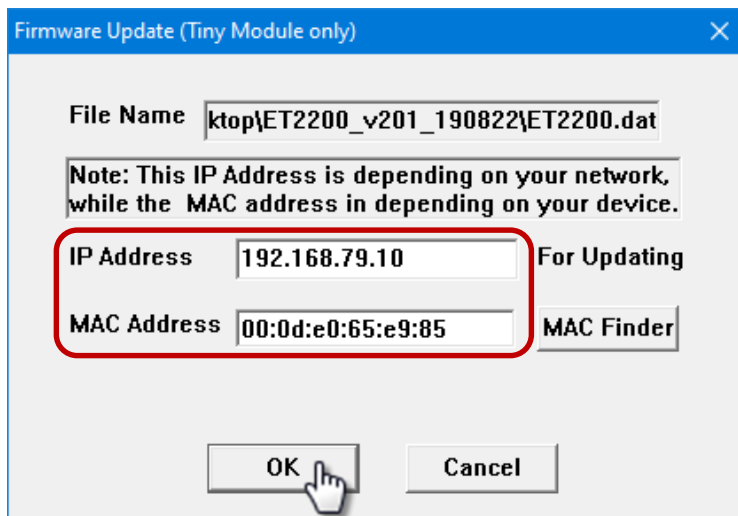 Firmware Update (Tiny Module only)
File Name ktop\ET2200_v201_190822\ET2200.dat
Note: This IP Address is depending on your network,
while the  MAC address in depending on your device.
IP Address 192.168.79.10 For Updating
MAC Address 00:0d:e0:65:e9:85 MAC Finder
OK Cancel